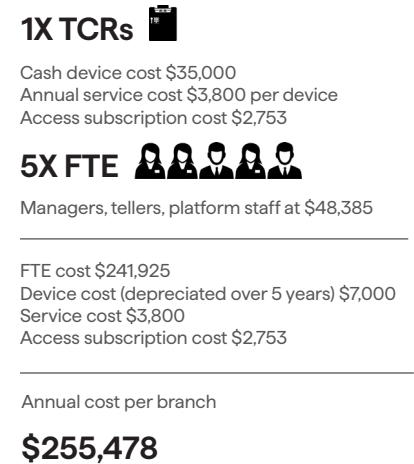 1X TCRs
Cash device cost $35,000
Annual service cost $3,800 per device
Access subscription cost $2,753
5X FTE
Managers, tellers, platform staff at $48,385
FTE cost $241,925
Device cost (depreciated over 5 years) $7,000
Service cost $3,800
Access subscription cost $2,753
Annual cost per branch
$255,478